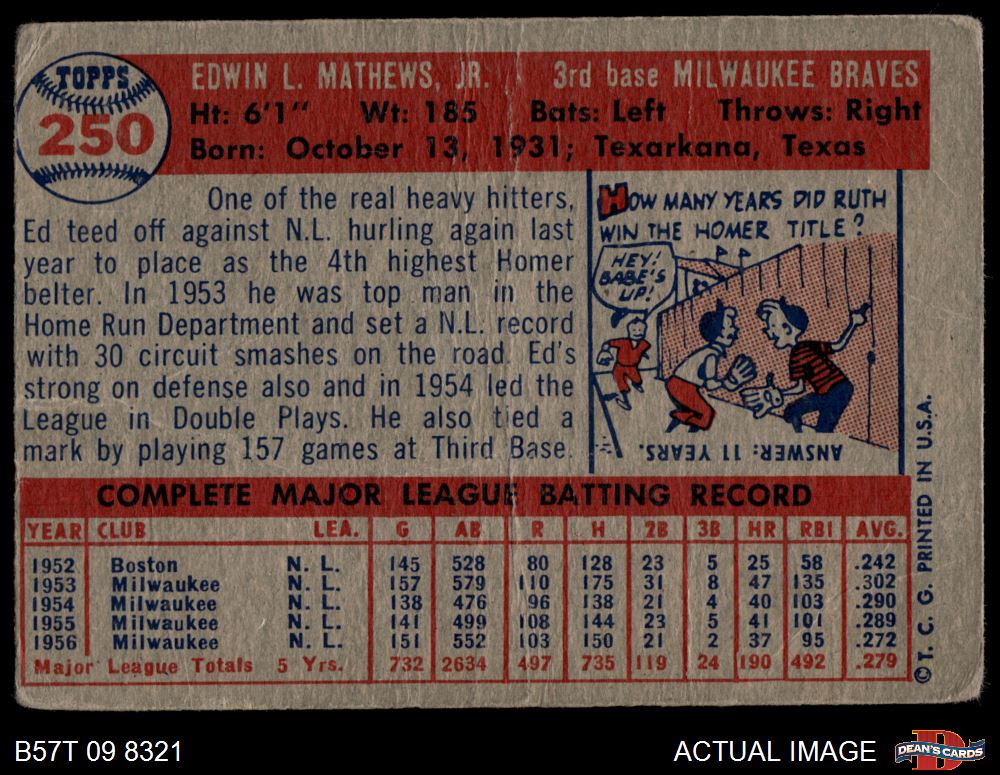 TOPPS
250
EDWIN L. MATHEWS, JR. 3rd base MILWAUKEE BRAVES
Ht: 6'1" Wt: 185 Bats: Left Throws: Right
Born: October 13, 1931; Texarkana, Texas
One of the real heavy hitters,
Ed teed off against N.L. hurling again last
year to place as the 4th highest Homer
belter. In 1953 he was top man in the
Home Run Department and set a N.L. record
with 30 circuit smashes on the road. Ed's
strong on defense also and in 1954 led the
League in Double Plays. He also tied a
mark by playing 157 games at Third Base.
HOW MANY YEARS DID RUTH
WIN THE HOMER TITLE?
HEY!
BABE'S
UP!
ANSWER: 11 YEARS.
COMPLETE MAJOR LEAGUE BATTING RECORD
YEAR CLUB LEA. G AB R H 2B 3B HR RBI AVG.
1952 Boston N. L. 145 528 80 128 23 5 25 58 .242
1953 Milwaukee N. L. 157 579 110 175 31 8 47 135 .302
1954 Milwaukee N. L. 138 476 96 138 21 4 40 103 .290
1955 Milwaukee N. L. 141 499 108 144 23 5 41 101 .289
1956 Milwaukee N. L. 151 552 103 150 21 2 37 95 .272
Major League Totals 5 Yrs. 732 2634 497 735 119 24 190 492 .279
©T. C. G. PRINTED IN U.S.A.
B57T 09 8321
ACTUAL IMAGE
DEAN'S CARDS